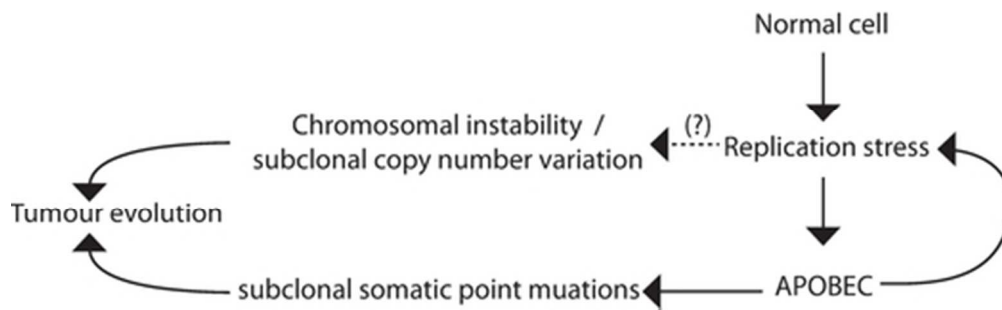 Normal cell
Chromosomal instability /
subclonal copy number variation
(?)
Replication stress
Tumour evolution
subclonal somatic point muations
APOBEC